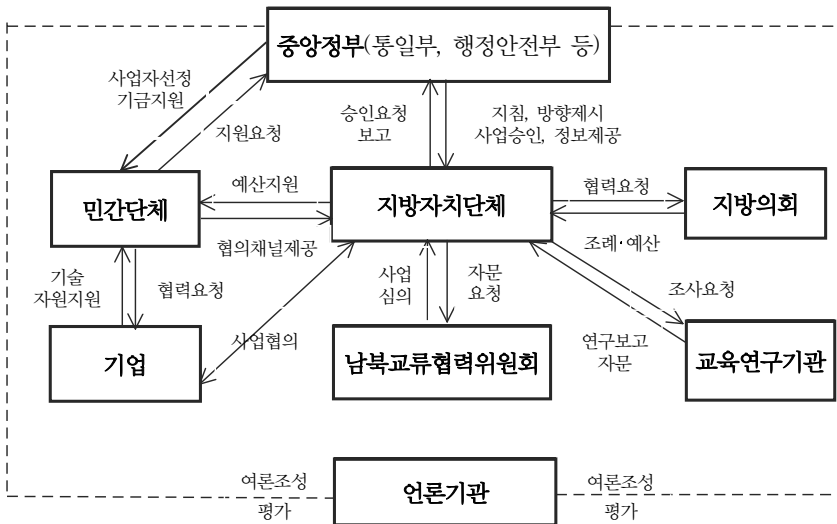 중앙정부(통일부, 행정안전부 등)
사업자선정
기금지원
지원요청
승인요청
보고
지침, 방향제시
사업승인, 정보제공
민간단체
예산지원
협의채널제공
지방자치단체
협력요청
조례·예산
지방의회
기술
자원지원
협력요청
사업협의
사업
심의
자문
요청
조사요청
연구보고
자문
기업
남북교류협력위원회
교육연구기관
여론조성
평가
언론기관
여론조성
평가